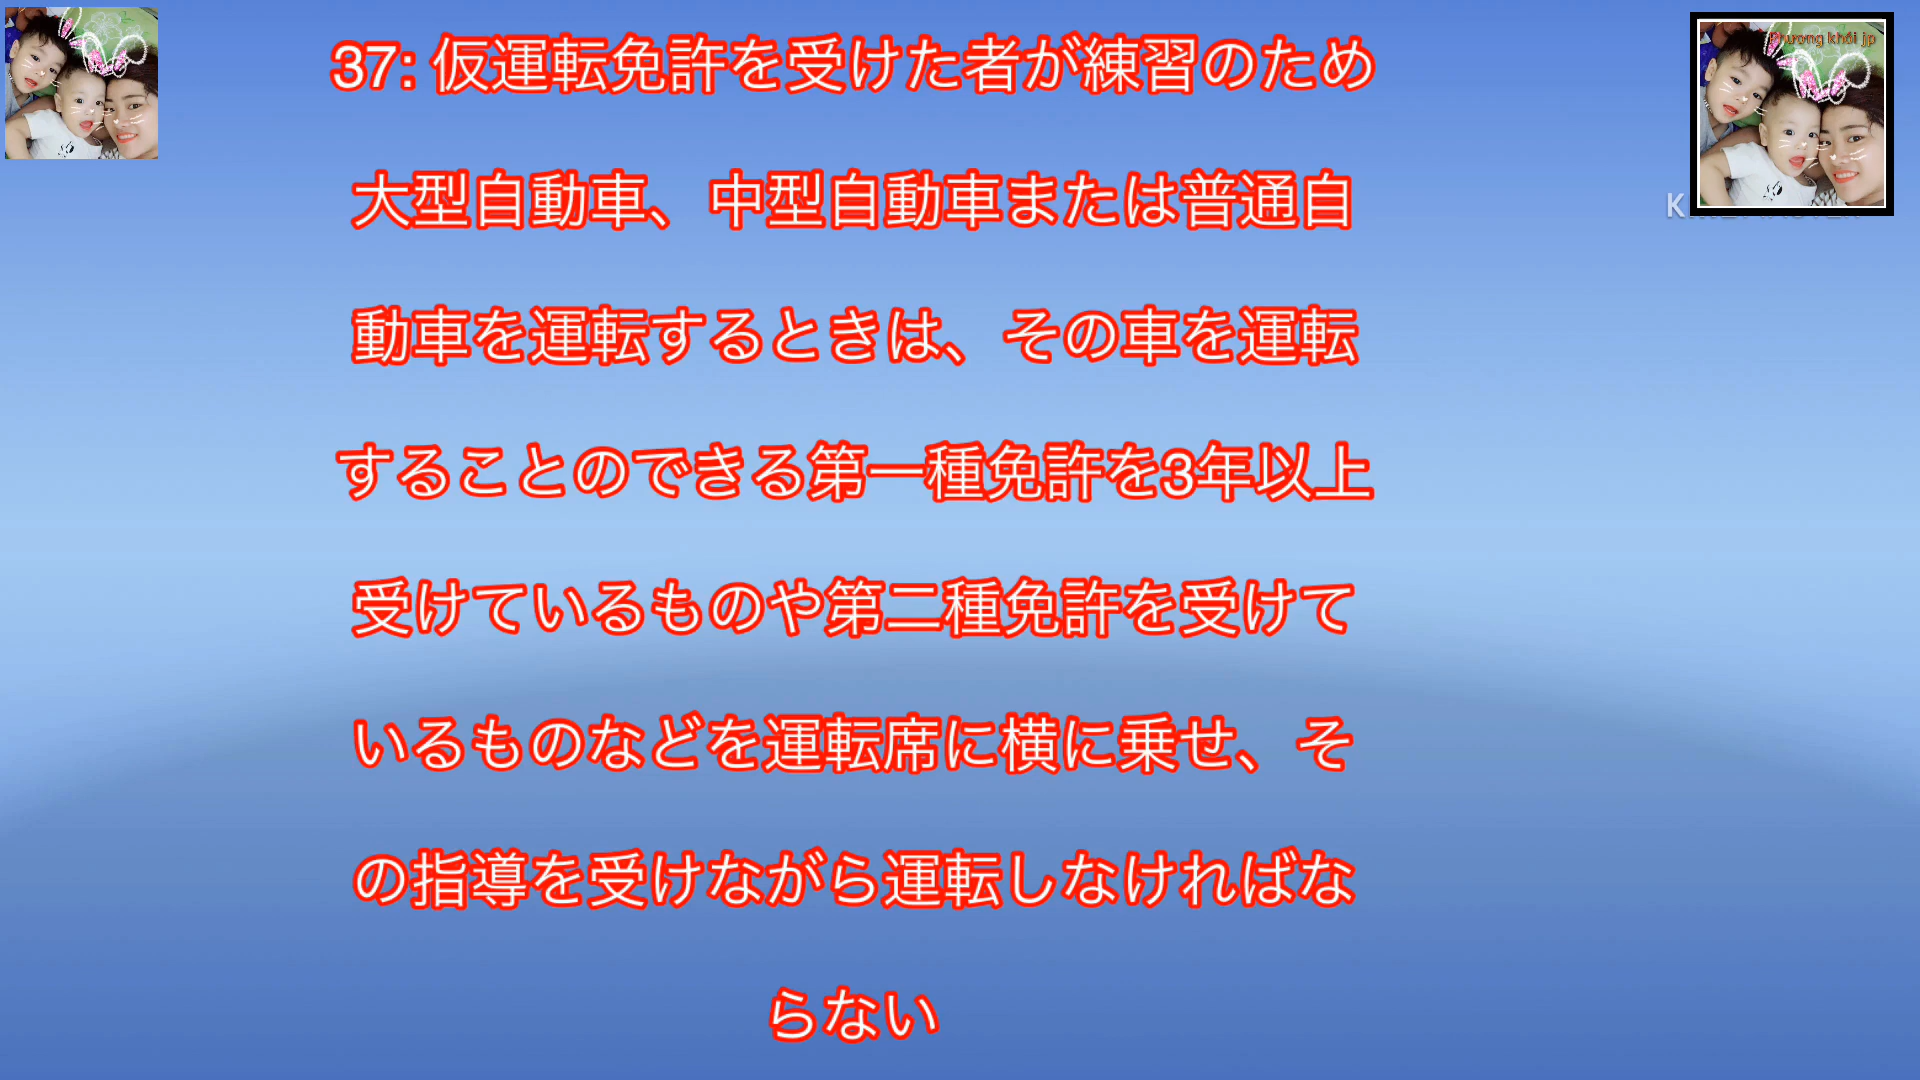 37: 仮運転免許を受けた者が練習のため
大型自動車、中型自動車または普通自
動車を運転するときは、その車を運転
することのできる第一種免許を3年以上
受けているものや第二種免許を受けて
いるものなどを運転席に横に乗せ、そ
の指導を受けながら運転しなければな
らない
Phương khôi jp